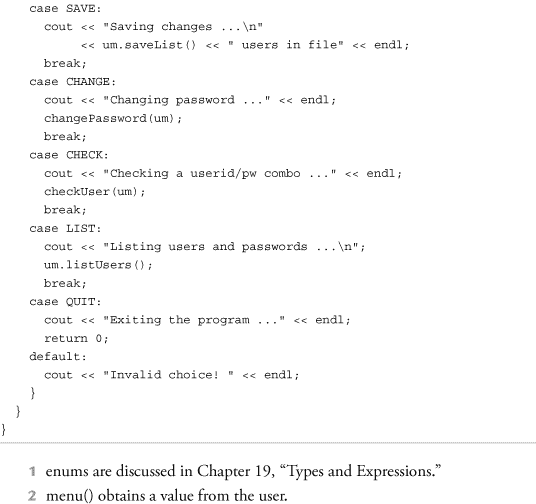 case SAVE:
cout << "Saving changes ...\n"
<< um.saveList() << " users in file" << endl;
break;
case CHANGE:
cout << "Changing password ..." << endl;
changePassword(um);
break;
case CHECK:
cout << "Checking a userid/pw combo ..." << endl;
checkUser(um);
break;
case LIST:
cout << "Listing users and passwords ...\n";
um.listUsers();
break;
case QUIT:
cout << "Exiting the program ..." << endl;
return 0;
default:
cout << "Invalid choice! " << endl;
}
}
}
1 enums are discussed in Chapter 19, “Types and Expressions.”
2 menu() obtains a value from the user.